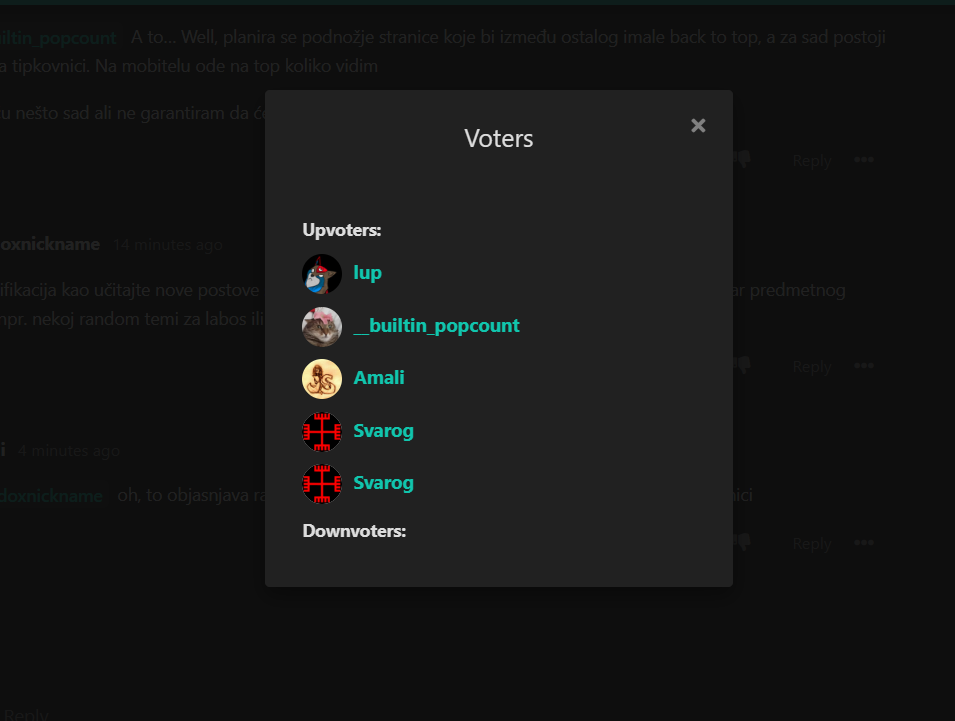 iltin_popcount A to... Well, planira se podnožje stranice koje bi između ostalog imale back to top, a za sad postoji
a tipkovnici. Na mobitelu ode na top koliko vidim
u nešto sad ali ne garantiram da ć
Voters
Reply
Upvoters:
oxnickname 14 minutes ago
lup
ifikacija kao učitajte nove postove
ar predmetnog
npr. nekoj random temi za labos ili
__builtin_popcount
Reply
Amali
Svarog
i 4 minutes ago
Svarog
doxnickname oh, to objasnjava ra
nici
Downvoters:
Reply
Reply